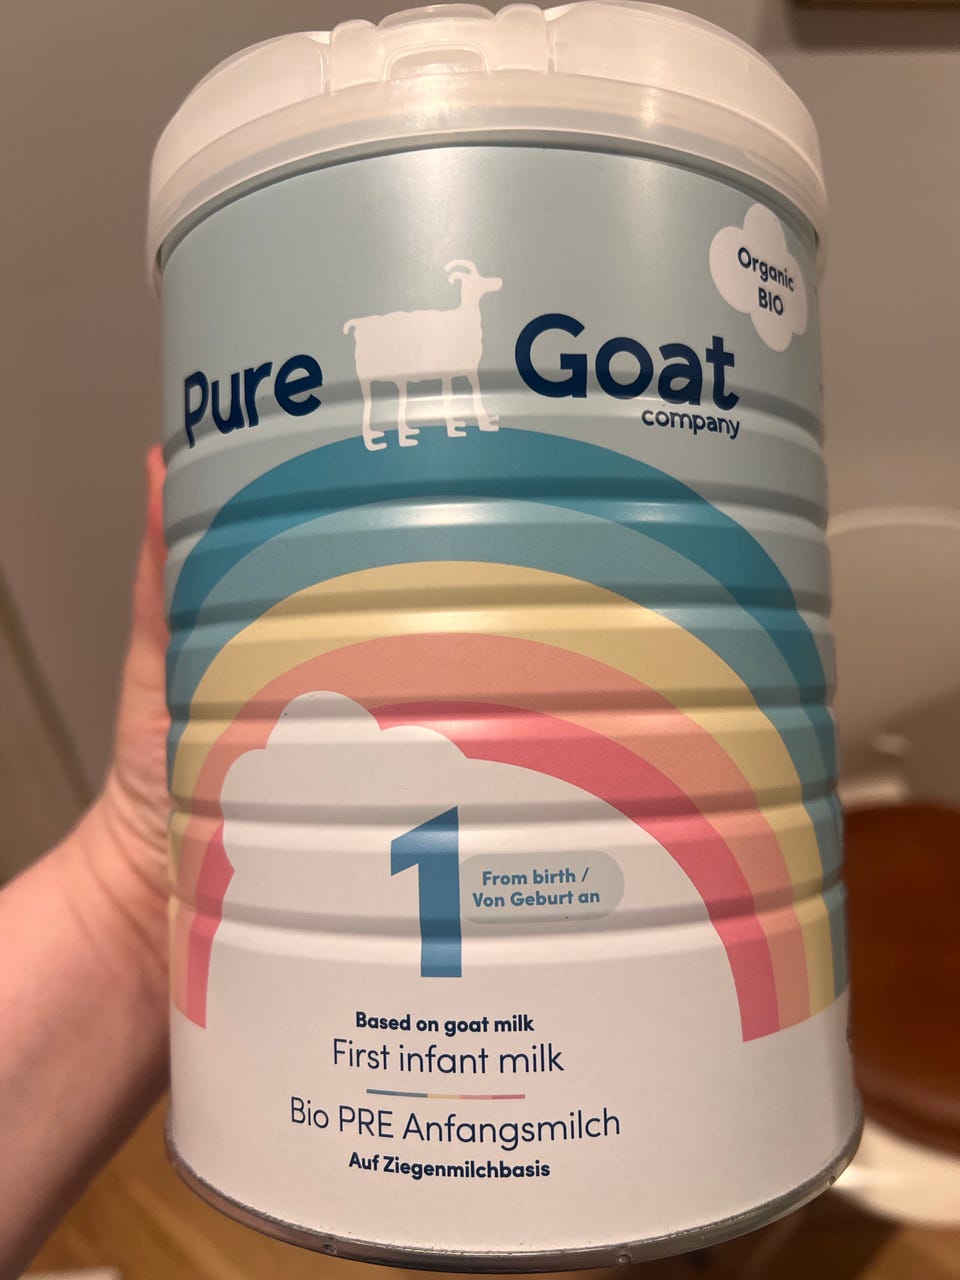 Organic
BIO
Pure Goat
company
1
From birth /
Von Geburt an
Based on goat milk
First infant milk
Bio PRE Anfangsmilch
Auf Ziegenmilchbasis